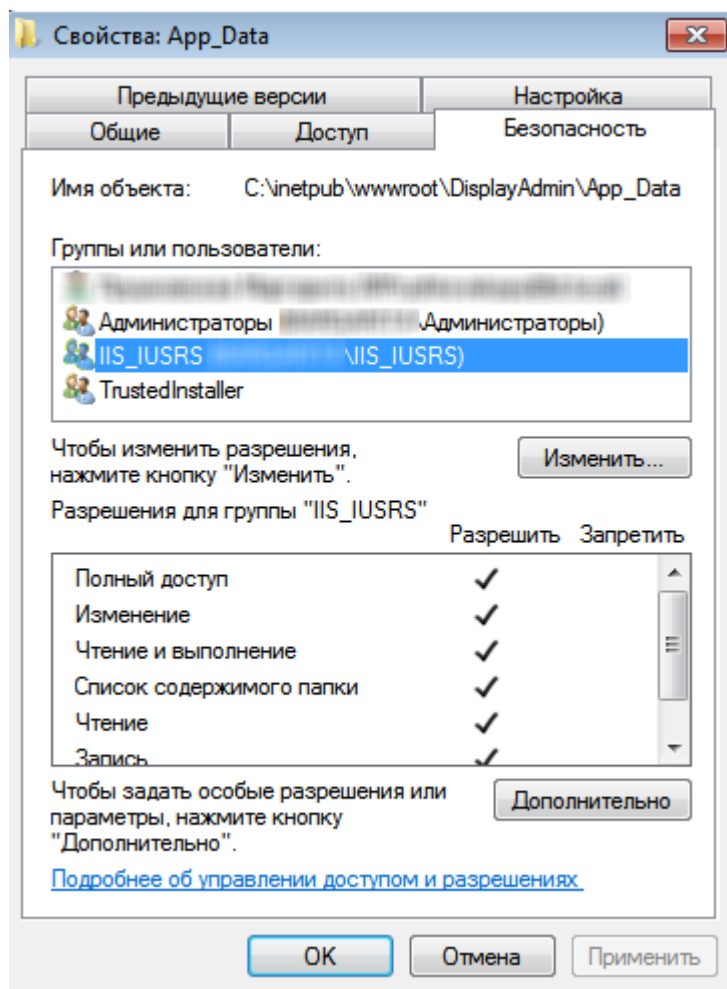 Свойства: App_Data
Предыдущие версии Настройка
Общие Доступ Безопасность
Имя объекта: C:\inetpub\wwwroot\DisplayAdmin\App_Data
Группы или пользователи:
Администраторы \Администраторы)
IIS_IUSRS \IIS_IUSRS)
TrustedInstaller
Чтобы изменить разрешения,
нажмите кнопку "Изменить".
Изменить...
Разрешения для группы "IIS_IUSRS"
Разрешить Запретить
Полный доступ
Изменение
Чтение и выполнение
Список содержимого папки
Чтение
Запись
Чтобы задать особые разрешения или
параметры, нажмите кнопку
"Дополнительно".
Дополнительно
Подробнее об управлении доступом и разрешениях
OK Отмена Применить